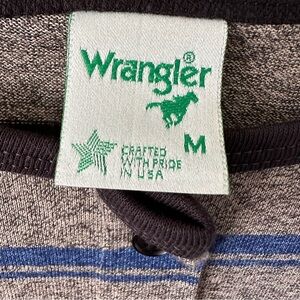 Wrangler®
M
CRAFTED
WITH PRIDE
IN USA